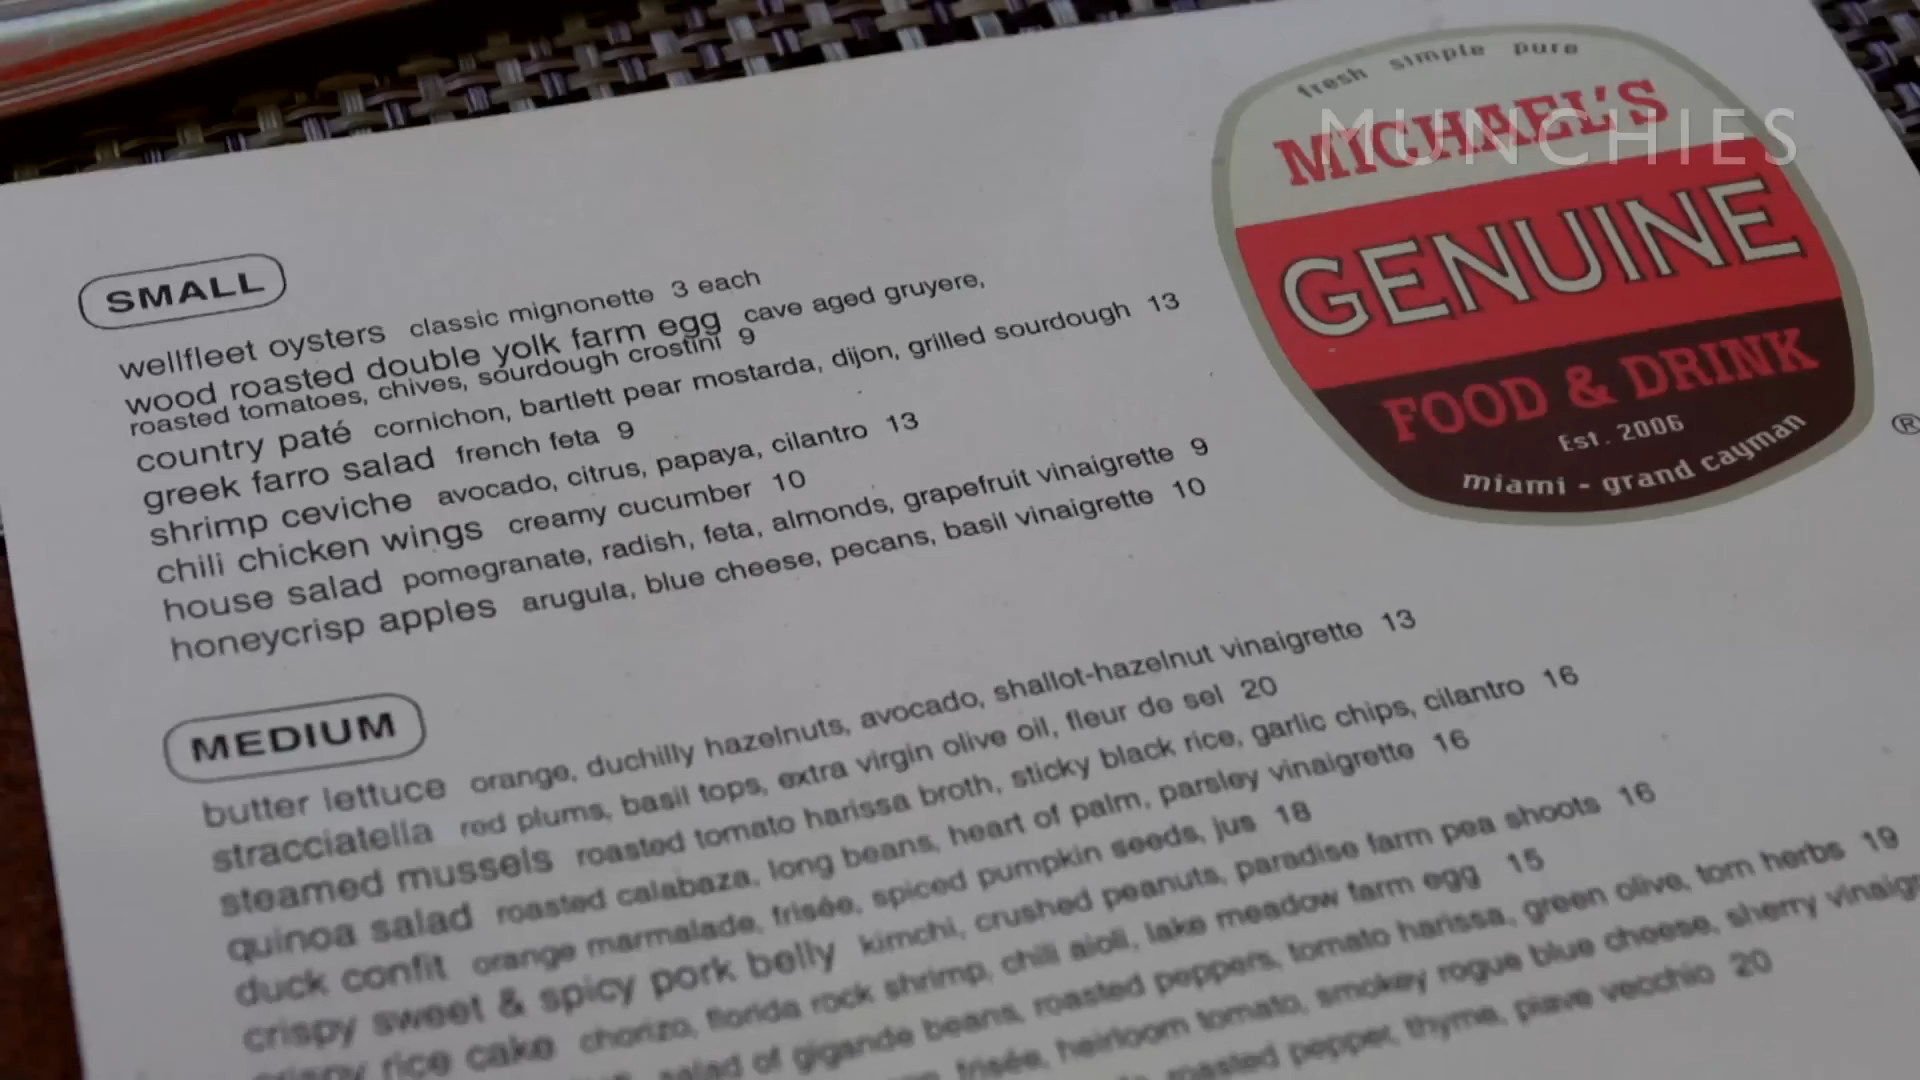 fresh simple pure
MICHAEL'S
MUNCHIES
GENUINE
FOOD & DRINK
Est. 2006
miami - grand cayman
®
SMALL
wellfleet oysters classic mignonette 3 each
wood roasted double yolk farm egg cave aged gruyere,
roasted tomatoes, chives, sourdough crostini 9
country paté cornichon, bartlett pear mostarda, dijon, grilled sourdough 13
greek farro salad french feta 9
shrimp ceviche avocado, citrus, papaya, cilantro 13
chili chicken wings creamy cucumber 10
house salad pomegranate, radish, feta, almonds, grapefruit vinaigrette 9
honeycrisp apples arugula, blue cheese, pecans, basil vinaigrette 10
MEDIUM
butter lettuce orange, duchilly hazelnuts, avocado, shallot-hazelnut vinaigrette 13
stracciatella red plums, basil tops, extra virgin olive oil, fleur de sel 20
steamed mussels roasted tomato harissa broth, sticky black rice, garlic chips, cilantro 16
quinoa salad roasted calabaza, long beans, heart of palm, parsley vinaigrette 16
duck confit orange marmalade, frisée, spiced pumpkin seeds, jus 18
crispy sweet & spicy pork belly kimchi, crushed peanuts, paradise farm pea shoots 16
crispy rice cake chorizo, florida rock shrimp, chili aioli, lake meadow farm egg 15
salad of gigande beans, roasted peppers, tomato harissa, green olive, torn herbs 19
frisée, heirloom tomato, smokey rogue blue cheese, sherry
roasted pepper, thyme, piave vecchio 20